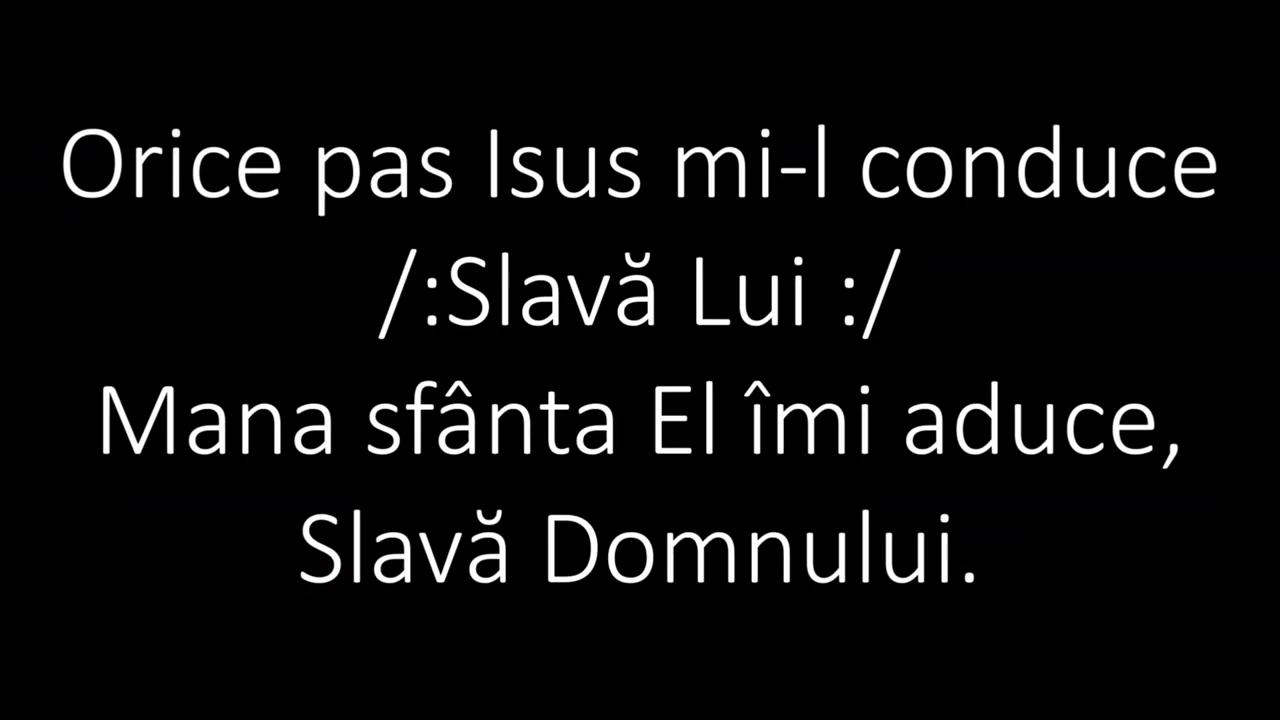 Orice pas Isus mi-l conduce
/:Slavă Lui :/
Mana sfânta El îmi aduce,
Slavă Domnului.